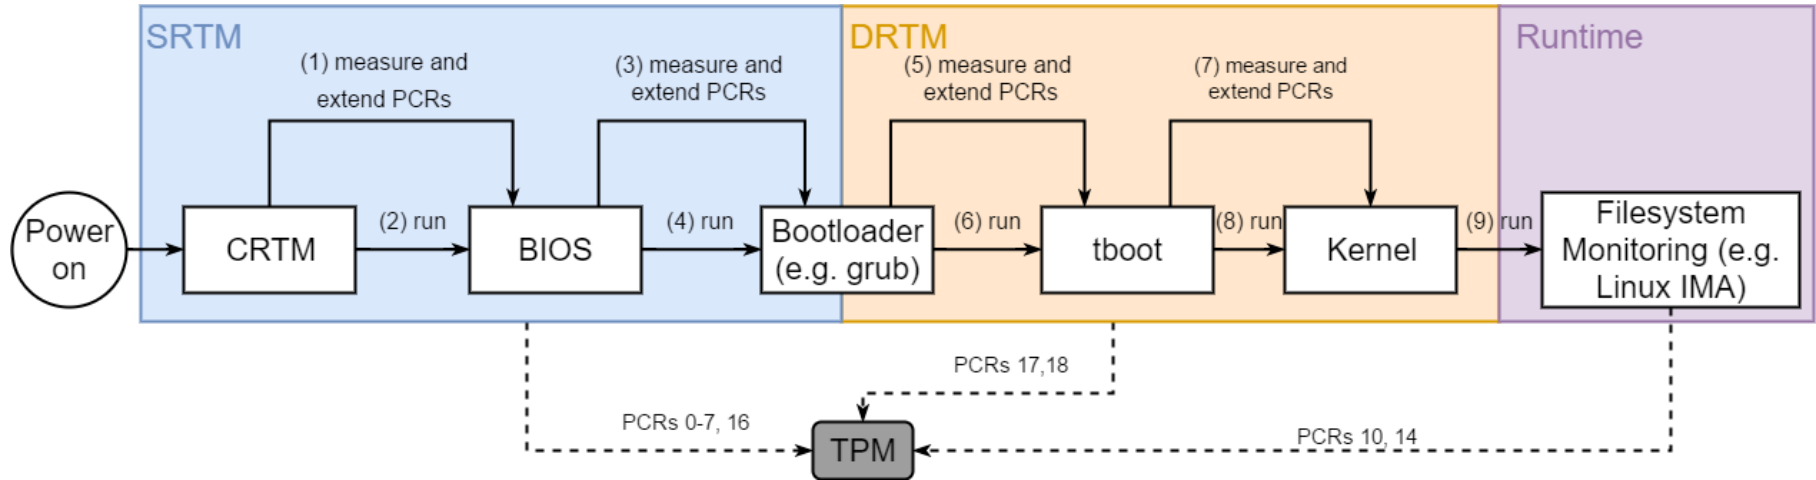 SRTM
DRTM
Runtime
(1) measure and
extend PCRs
(3) measure and
extend PCRs
(5) measure and
extend PCRs
(7) measure and
extend PCRs
Power
on
CRTM
(2) run
BIOS
(4) run
Bootloader
(e.g. grub)
(6) run
tboot
(8) run
Kernel
(9) run
Filesystem
Monitoring (e.g.
Linux IMA)
PCRs 17,18
PCRs 0-7, 16
PCRs 10, 14
TPM